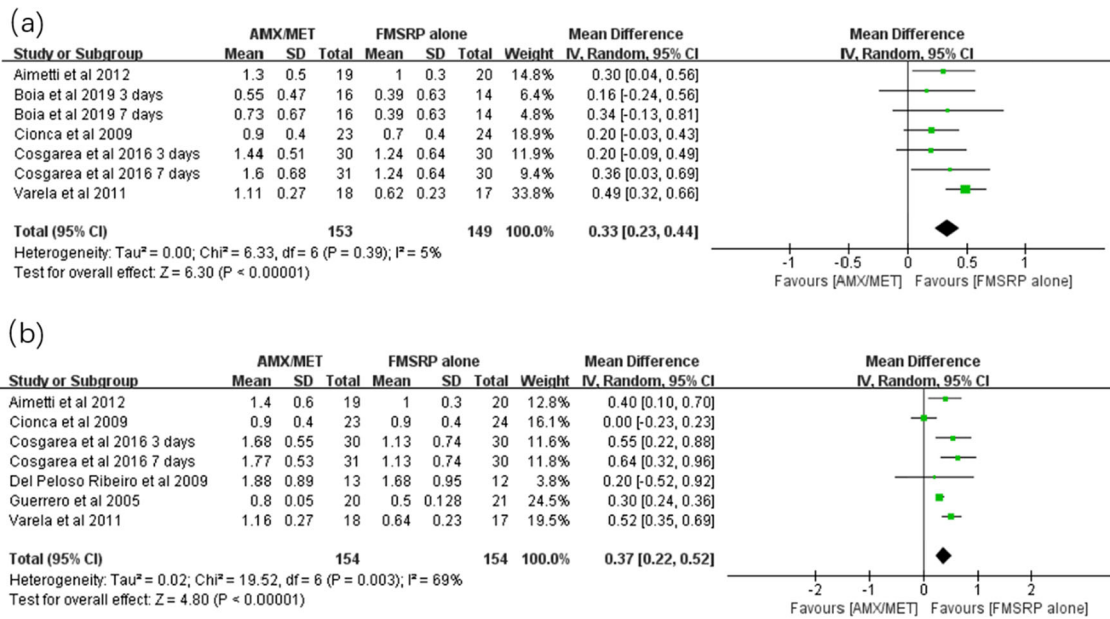 (a)
AMX/MET FMSRP alone Mean Difference Mean Difference
Study or Subgroup Mean SD Total Mean SD Total Weight IV, Random, 95% CI IV, Random, 95% CI
Aimetti et al 2012 1.3 0.5 19 1 0.3 20 14.8% 0.30 [0.04, 0.56]
Boia et al 2019 3 days 0.55 0.47 16 0.39 0.63 14 6.4% 0.16 [-0.24, 0.56]
Boia et al 2019 7 days 0.73 0.67 16 0.39 0.63 14 4.8% 0.34 [-0.13, 0.81]
Cionca et al 2009 0.9 0.4 23 0.7 0.4 24 18.9% 0.20 [-0.03, 0.43]
Cosgarea et al 2016 3 days 1.44 0.51 30 1.24 0.64 30 11.9% 0.20 [-0.09, 0.49]
Cosgarea et al 2016 7 days 1.6 0.68 31 1.24 0.64 30 9.4% 0.36 [0.03, 0.69]
Varela et al 2011 1.11 0.27 18 0.62 0.23 17 33.8% 0.49 [0.32, 0.66]
Total (95% CI) 153 149 100.0% 0.33 [0.23, 0.44]
Heterogeneity: Tau² = 0.00; Chi² = 6.33, df = 6 (P = 0.39); I² = 5%
Test for overall effect: Z = 6.30 (P < 0.00001)
-1 -0.5 0 0.5 1
Favours [AMX/MET] Favours [FMSRP alone]
(b)
AMX/MET FMSRP alone Mean Difference Mean Difference
Study or Subgroup Mean SD Total Mean SD Total Weight IV, Random, 95% CI IV, Random, 95% CI
Aimetti et al 2012 1.4 0.6 19 1 0.3 20 12.8% 0.40 [0.10, 0.70]
Cionca et al 2009 0.9 0.4 23 0.9 0.4 24 16.1% 0.00 [-0.23, 0.23]
Cosgarea et al 2016 3 days 1.68 0.55 30 1.13 0.74 30 11.6% 0.55 [0.22, 0.88]
Cosgarea et al 2016 7 days 1.77 0.53 31 1.13 0.74 30 11.8% 0.64 [0.32, 0.96]
Del Peloso Ribeiro et al 2009 1.88 0.89 13 1.68 0.95 12 3.8% 0.20 [-0.52, 0.92]
Guerrero et al 2005 0.8 0.05 20 0.5 0.128 21 24.5% 0.30 [0.24, 0.36]
Varela et al 2011 1.16 0.27 18 0.64 0.23 17 19.5% 0.52 [0.35, 0.69]
Total (95% CI) 154 154 100.0% 0.37 [0.22, 0.52]
Heterogeneity: Tau² = 0.02; Chi² = 19.52, df = 6 (P = 0.003); I² = 69%
Test for overall effect: Z = 4.80 (P < 0.00001)
-2 -1 0 1 2
Favours [AMX/MET] Favours [FMSRP alone]